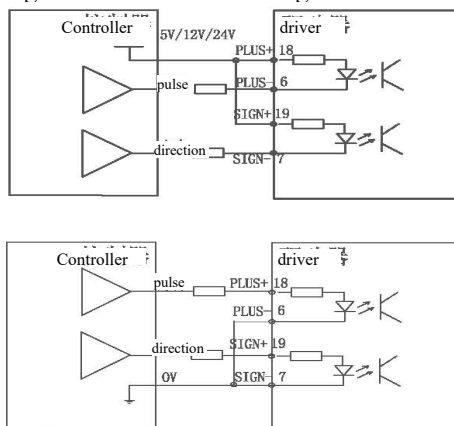 Controller
driver
5V/12V/24V
PLUS+ 18
pulse
PLUS- 6
SIGN+ 19
direction
SIGN- 7
Controller
driver
pulse
PLUS+ 18
PLUS- 6
SIGN+ 19
direction
0V
SIGN- 7